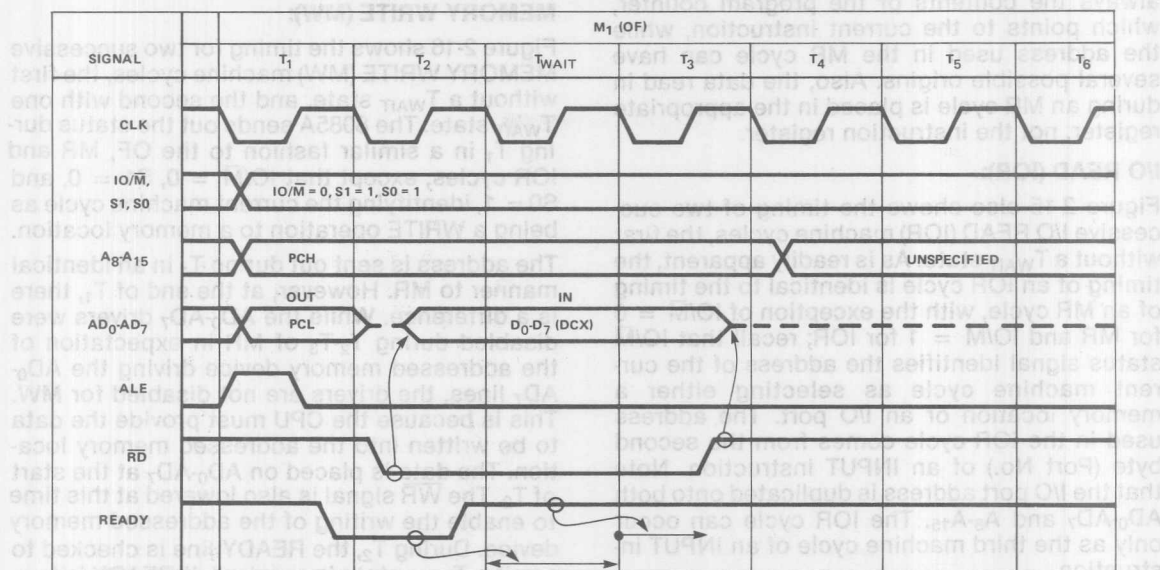 M1 (OF)
SIGNAL T1 T2 TWAIT T3 T4 T5 T6
CLK
IO/M̅,
S1, S0
IO/M̅ = 0, S1 = 1, S0 = 1
A8-A15 PCH UNSPECIFIED
OUT IN
AD0-AD7 PCL D0-D7 (DCX)
ALE
R̅D̅
READY
always the contents of the program counter,
which points to the current instruction, while
the address used in the MR cycle can have
several possible origins. Also, the data read in
during an MR cycle is placed in the appropriate
register, not the instruction register.
I/O READ (IOR):
Figure 2-15 also shows the timing of two suc-
cessive I/O READ (IOR) machine cycles, the first
without a TWAIT state. As is readily apparent, the
timing of an IOR cycle is identical to the timing
of an MR cycle, with the exception of IO/M̅ = 0
for MR and IO/M̅ = 1 for IOR; recall that IO/M̅
status signal identifies the address of the cur-
rent machine cycle as selecting either a
memory location or an I/O port. The address
used in the IOR cycle comes from the second
byte (Port No.) of an INPUT instruction. Note
that the I/O port address is duplicated onto both
AD0-AD7 and A8-A15. The IOR cycle can occur
only as the third machine cycle of an INPUT in-
struction.
MEMORY WRITE (MW):
Figure 2-16 shows the timing for two successive
MEMORY WRITE (MW) machine cycles, the first
without a TWAIT state, and the second with one
TWAIT state. The 8085A sends out the status dur-
ing T1 in a similar fashion to the OF, MR and
IOR cycles, except that IO/M̅ = 0, S1 = 0, and
S0 = 1, identifying the current machine cycle as
being a WRITE operation to a memory location.
The address is sent out during T1 in an identical
manner to MR. However, at the end of T1, there
is a difference. While the AD0-AD7 drivers were
disabled during T2-T3 of MR in expectation of
the addressed memory device driving the AD0-
AD7 lines, the drivers are not disabled for MW.
This is because the CPU must provide the data
to be written into the addressed memory loca-
tion. The data is placed on AD0-AD7 at the start
of T2. The W̅R̅ signal is also lowered at this time
to enable the writing of the addressed memory
device. During T2, the READY line is checked to